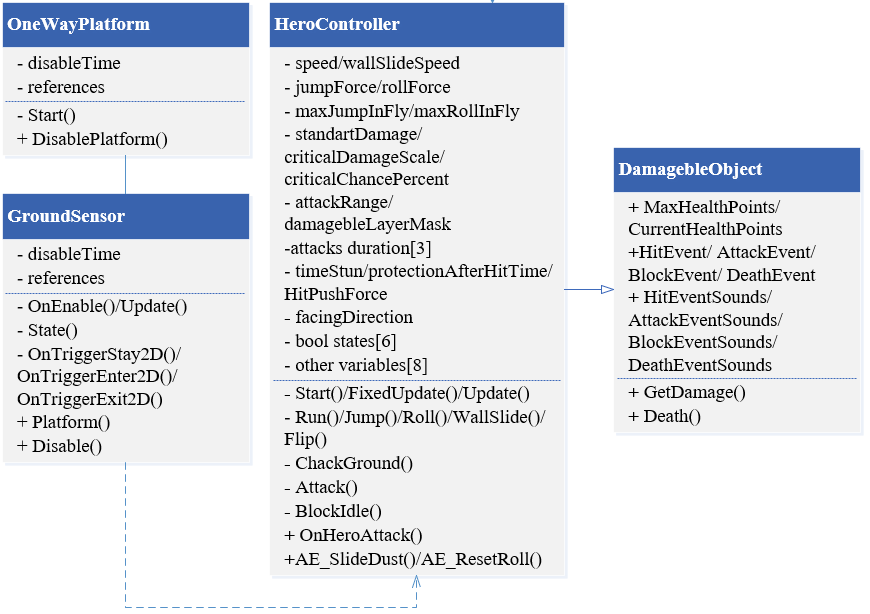 OneWayPlatform
- disableTime
- references
- Start()
+ DisablePlatform()
GroundSensor
- disableTime
- references
- OnEnable()/Update()
- State()
- OnTriggerStay2D()/
OnTriggerEnter2D()/
OnTriggerExit2D()
+ Platform()
+ Disable()
HeroController
- speed/wallSlideSpeed
- jumpForce/rollForce
- maxJumpInFly/maxRollInFly
- standartDamage/
criticalDamageScale/
criticalChancePercent
- attackRange/
damagebleLayerMask
-attacks duration[3]
- timeStun/protectionAfterHitTime/
HitPushForce
- facingDirection
- bool states[6]
- other variables[8]
- Start()/FixedUpdate()/Update()
- Run()/Jump()/Roll()/WallSlide()/
Flip()
- ChackGround()
- Attack()
- BlockIdle()
+ OnHeroAttack()
+AE_SlideDust()/AE_ResetRoll()
DamagebleObject
+ MaxHealthPoints/
CurrentHealthPoints
+HitEvent/ AttackEvent/
BlockEvent/ DeathEvent
+ HitEventSounds/
AttackEventSounds/
BlockEventSounds/
DeathEventSounds
+ GetDamage()
+ Death()